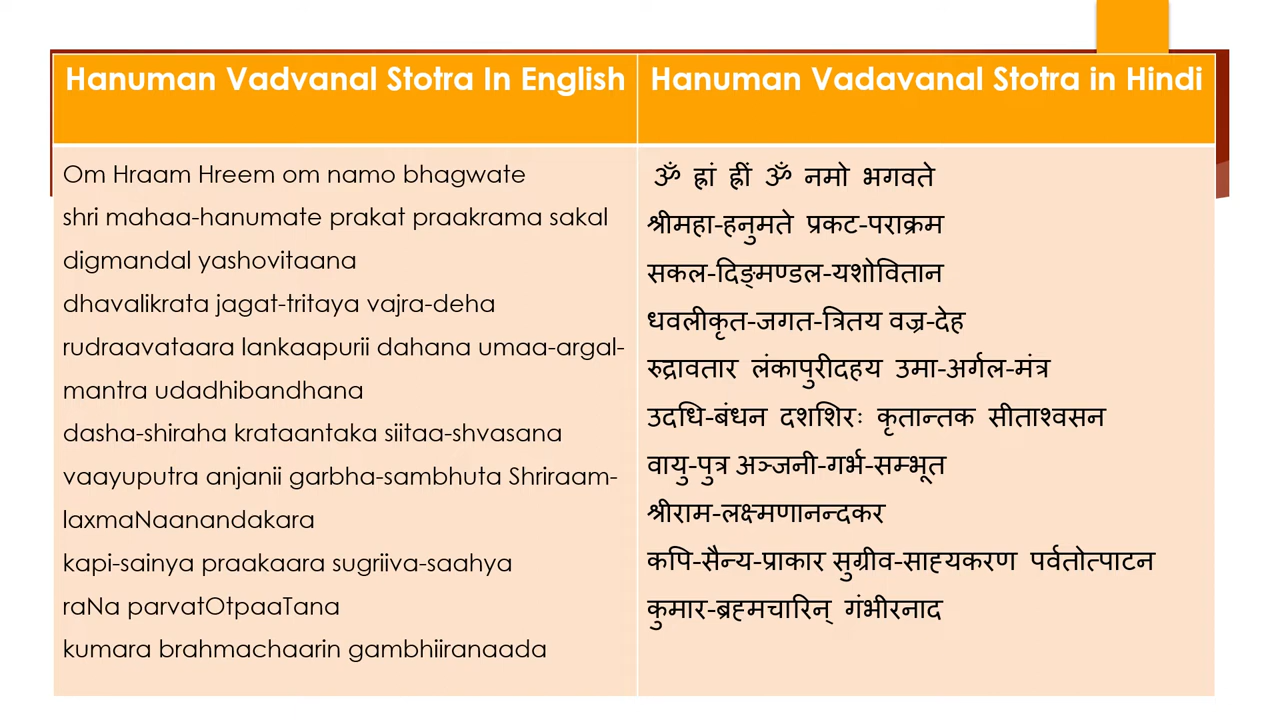 Hanuman Vadvanal Stotra In English
Hanuman Vadavanal Stotra in Hindi
Om Hraam Hreem om namo bhagwate
shri mahaa-hanumate prakat praakrama sakal
digmandal yashovitaana
dhavalikrata jagat-tritaya vajra-deha
rudraavataara lankaapurii dahana umaa-argal-
mantra udadhibandhana
dasha-shiraha krataantaka siitaa-shvasana
vaayuputra anjanii garbha-sambhuta Shriraam-
laxmaNaanandakara
kapi-sainya praakaara sugriiva-saahya
raNa parvatOtpaaTana
kumara brahmachaarin gambhiiranaada
ॐ ह्रां ह्रीं ॐ नमो भगवते
श्रीमहा-हनुमते प्रकट-पराक्रम
सकल-दिङ्मण्डल-यशोवितान
धवलीकृत-जगत-त्रितय वज्र-देह
रुद्रावतार लंकापुरीदहय उमा-अर्गल-मंत्र
उदधि-बंधन दशशिरः कृतान्तक सीताश्वसन
वायु-पुत्र अञ्जनी-गर्भ-सम्भूत
श्रीराम-लक्ष्मणानन्दकर
कपि-सैन्य-प्राकार सुग्रीव-साह्यकरण पर्वतोत्पाटन
कुमार-ब्रह्मचारिन् गंभीरनाद